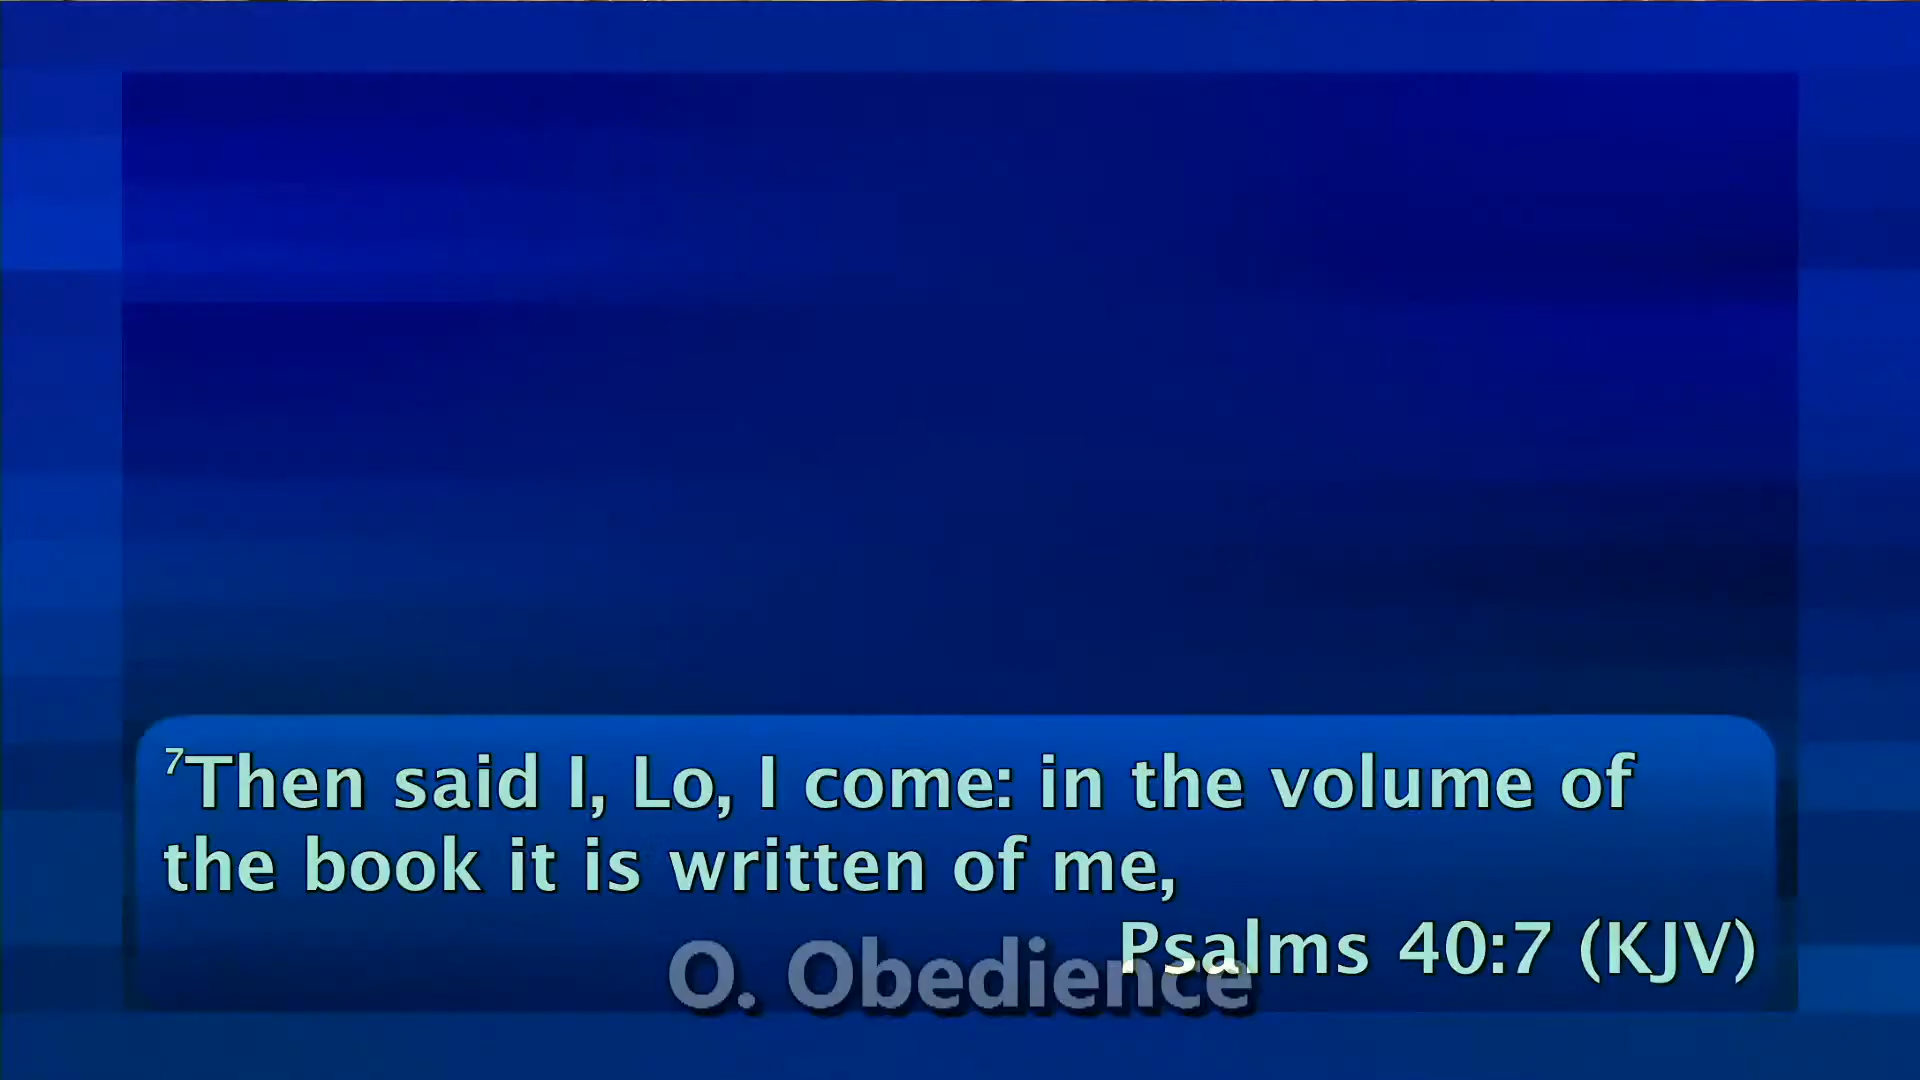 ⁷Then said I, Lo, I come: in the volume of
the book it is written of me,
Psalms 40:7 (KJV)
O. Obedience